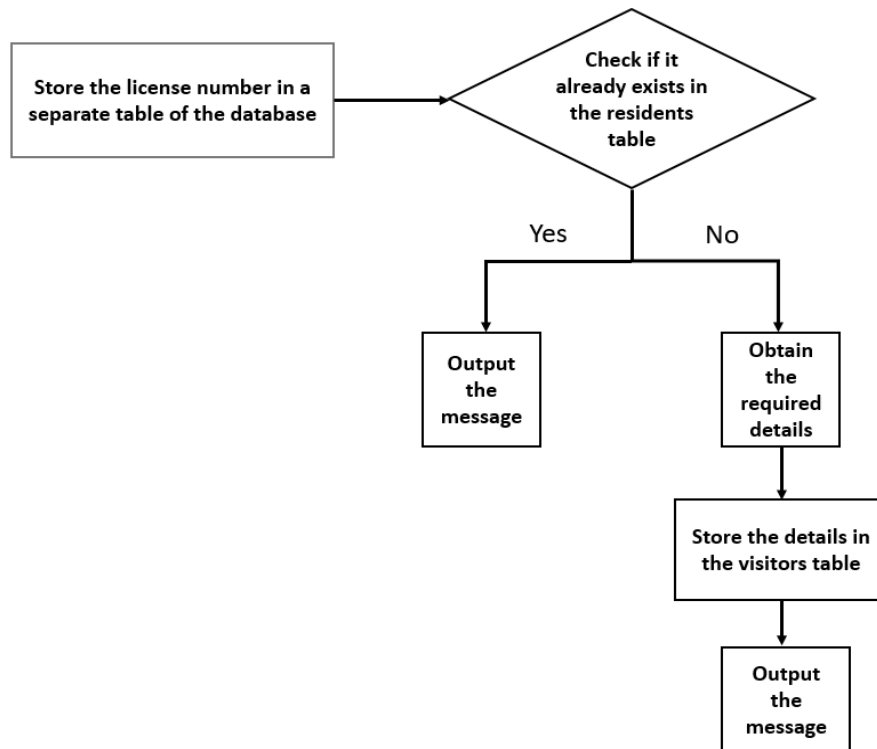 Store the license number in a
separate table of the database
Check if it
already exists in
the residents
table
Yes
No
Output
the
message
Obtain
the
required
details
Store the details in
the visitors table
Output
the
message